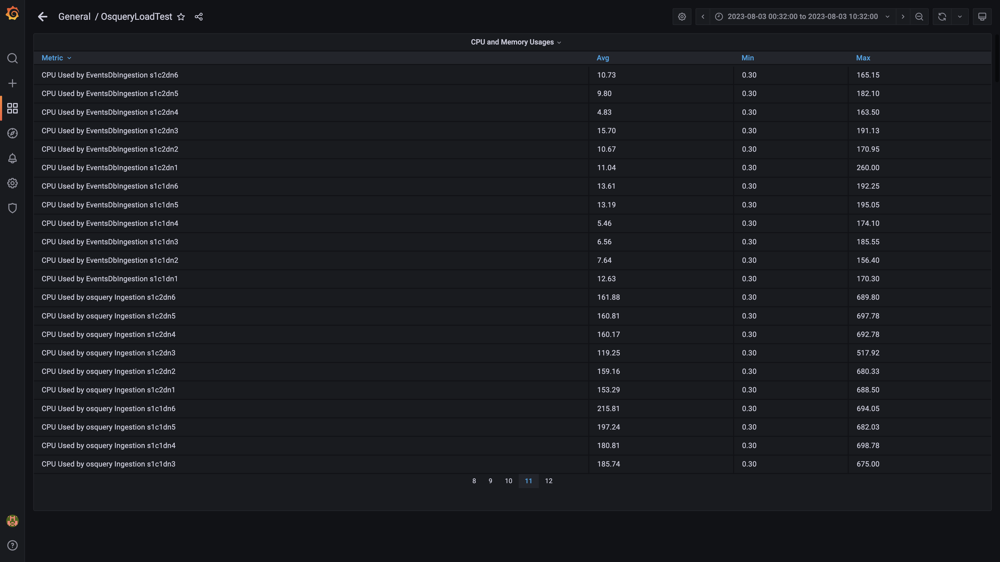 General / OsqueryLoadTest
2023-08-03 00:32:00 to 2023-08-03 10:32:00
CPU and Memory Usages
Metric Avg Min Max
CPU Used by EventsDbIngestion s1c2dn6 10.73 0.30 165.15
CPU Used by EventsDbIngestion s1c2dn5 9.80 0.30 182.10
CPU Used by EventsDbIngestion s1c2dn4 4.83 0.30 163.50
CPU Used by EventsDbIngestion s1c2dn3 15.70 0.30 191.13
CPU Used by EventsDbIngestion s1c2dn2 10.67 0.30 170.95
CPU Used by EventsDbIngestion s1c2dn1 11.04 0.30 260.00
CPU Used by EventsDbIngestion s1c1dn6 13.61 0.30 192.25
CPU Used by EventsDbIngestion s1c1dn5 13.19 0.30 195.05
CPU Used by EventsDbIngestion s1c1dn4 5.46 0.30 174.10
CPU Used by EventsDbIngestion s1c1dn3 6.56 0.30 185.55
CPU Used by EventsDbIngestion s1c1dn2 7.64 0.30 156.40
CPU Used by EventsDbIngestion s1c1dn1 12.63 0.30 170.30
CPU Used by osquery Ingestion s1c2dn6 161.88 0.30 689.80
CPU Used by osquery Ingestion s1c2dn5 160.81 0.30 697.78
CPU Used by osquery Ingestion s1c2dn4 160.17 0.30 692.78
CPU Used by osquery Ingestion s1c2dn3 119.25 0.30 517.92
CPU Used by osquery Ingestion s1c2dn2 159.16 0.30 680.33
CPU Used by osquery Ingestion s1c2dn1 153.29 0.30 688.50
CPU Used by osquery Ingestion s1c1dn6 215.81 0.30 694.05
CPU Used by osquery Ingestion s1c1dn5 197.24 0.30 682.03
CPU Used by osquery Ingestion s1c1dn4 180.81 0.30 698.78
CPU Used by osquery Ingestion s1c1dn3 185.74 0.30 675.00
8 9 10 11 12